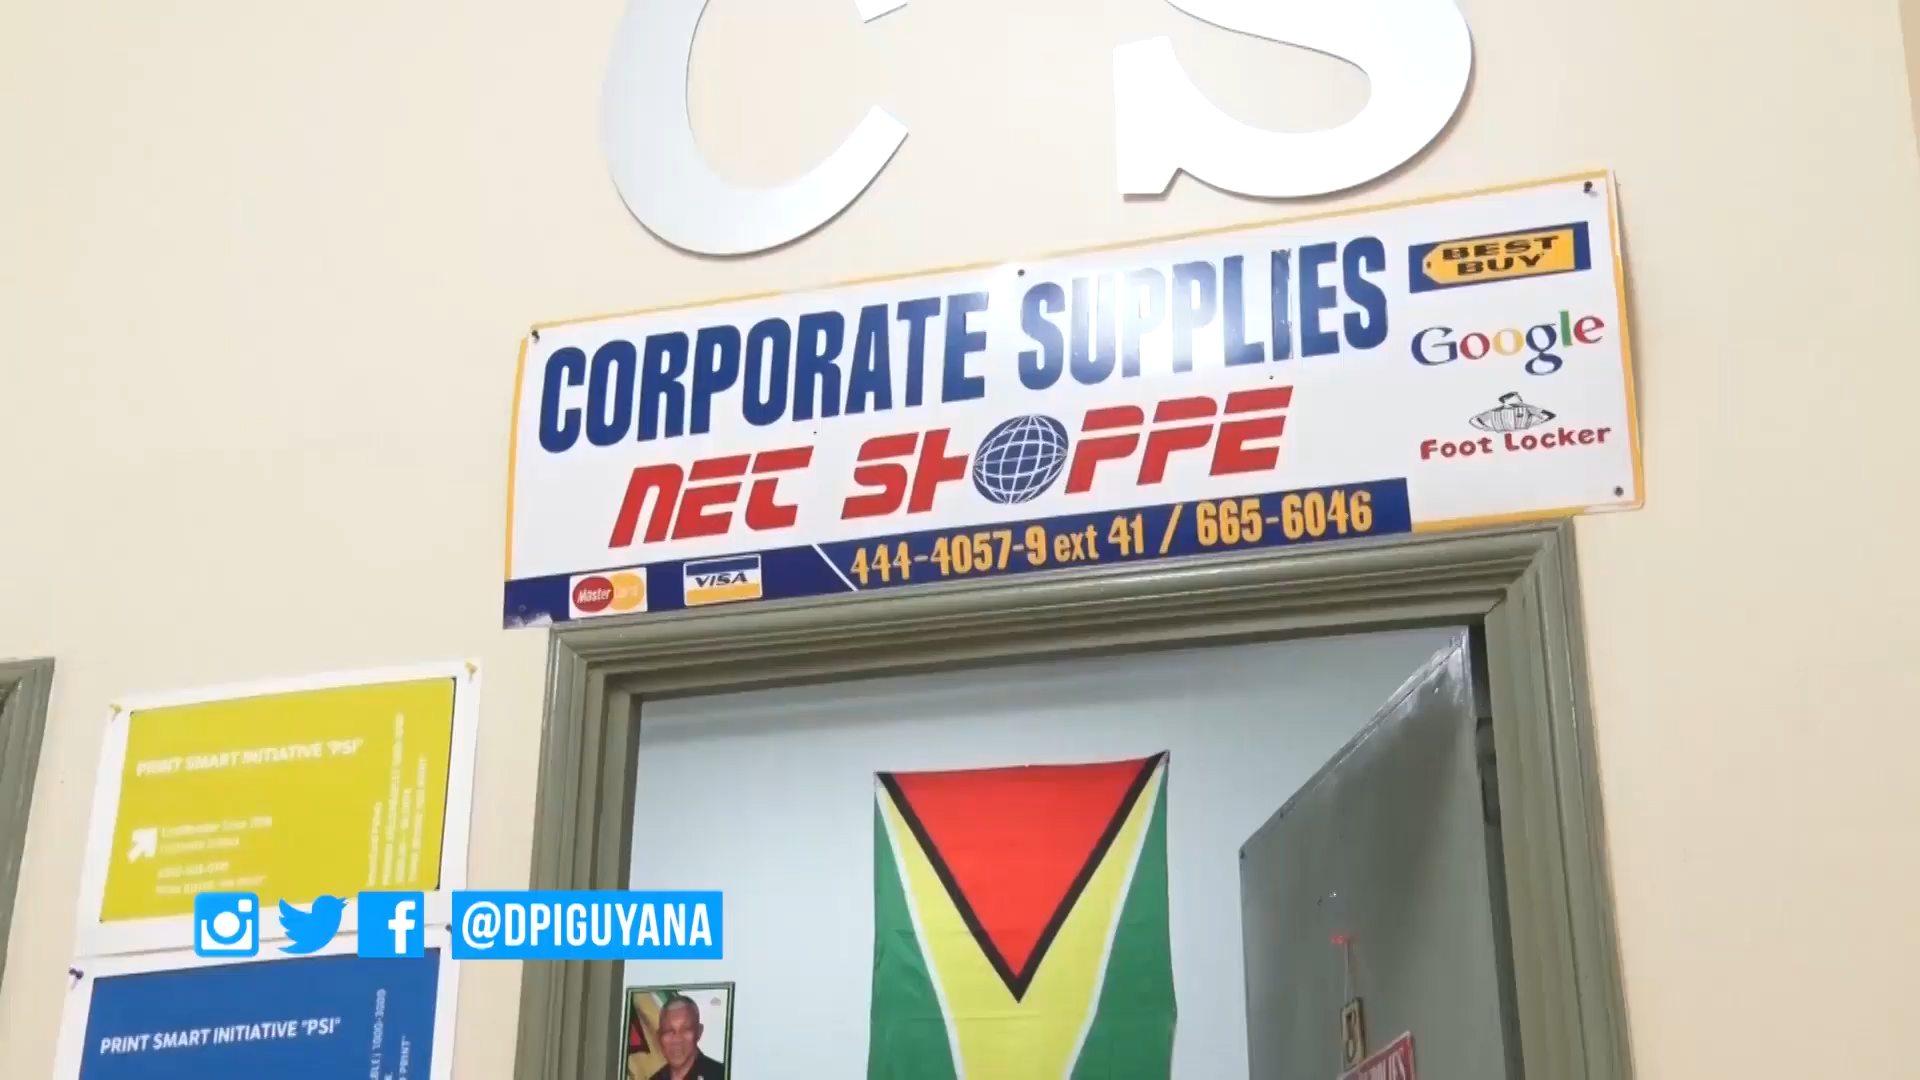 CS
CORPORATE SUPPLIES
NET SHOPPE
444-4057-9 ext 41 / 665-6046
Master
VISA
BEST
BUY
Google
Foot Locker
PRINT SMART INITIATIVE "PSI"
@DPIGUYANA
PRINT SMART INITIATIVE "PSI"